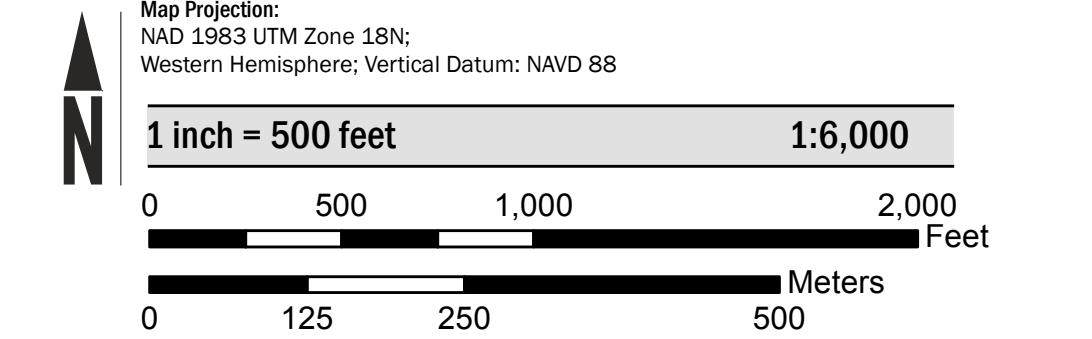 Map Projection:
NAD 1983 UTM Zone 18N;
Western Hemisphere; Vertical Datum: NAVD 88
N
1 inch = 500 feet 1:6,000
0 500 1,000 2,000
Feet
Meters
0 125 250 500